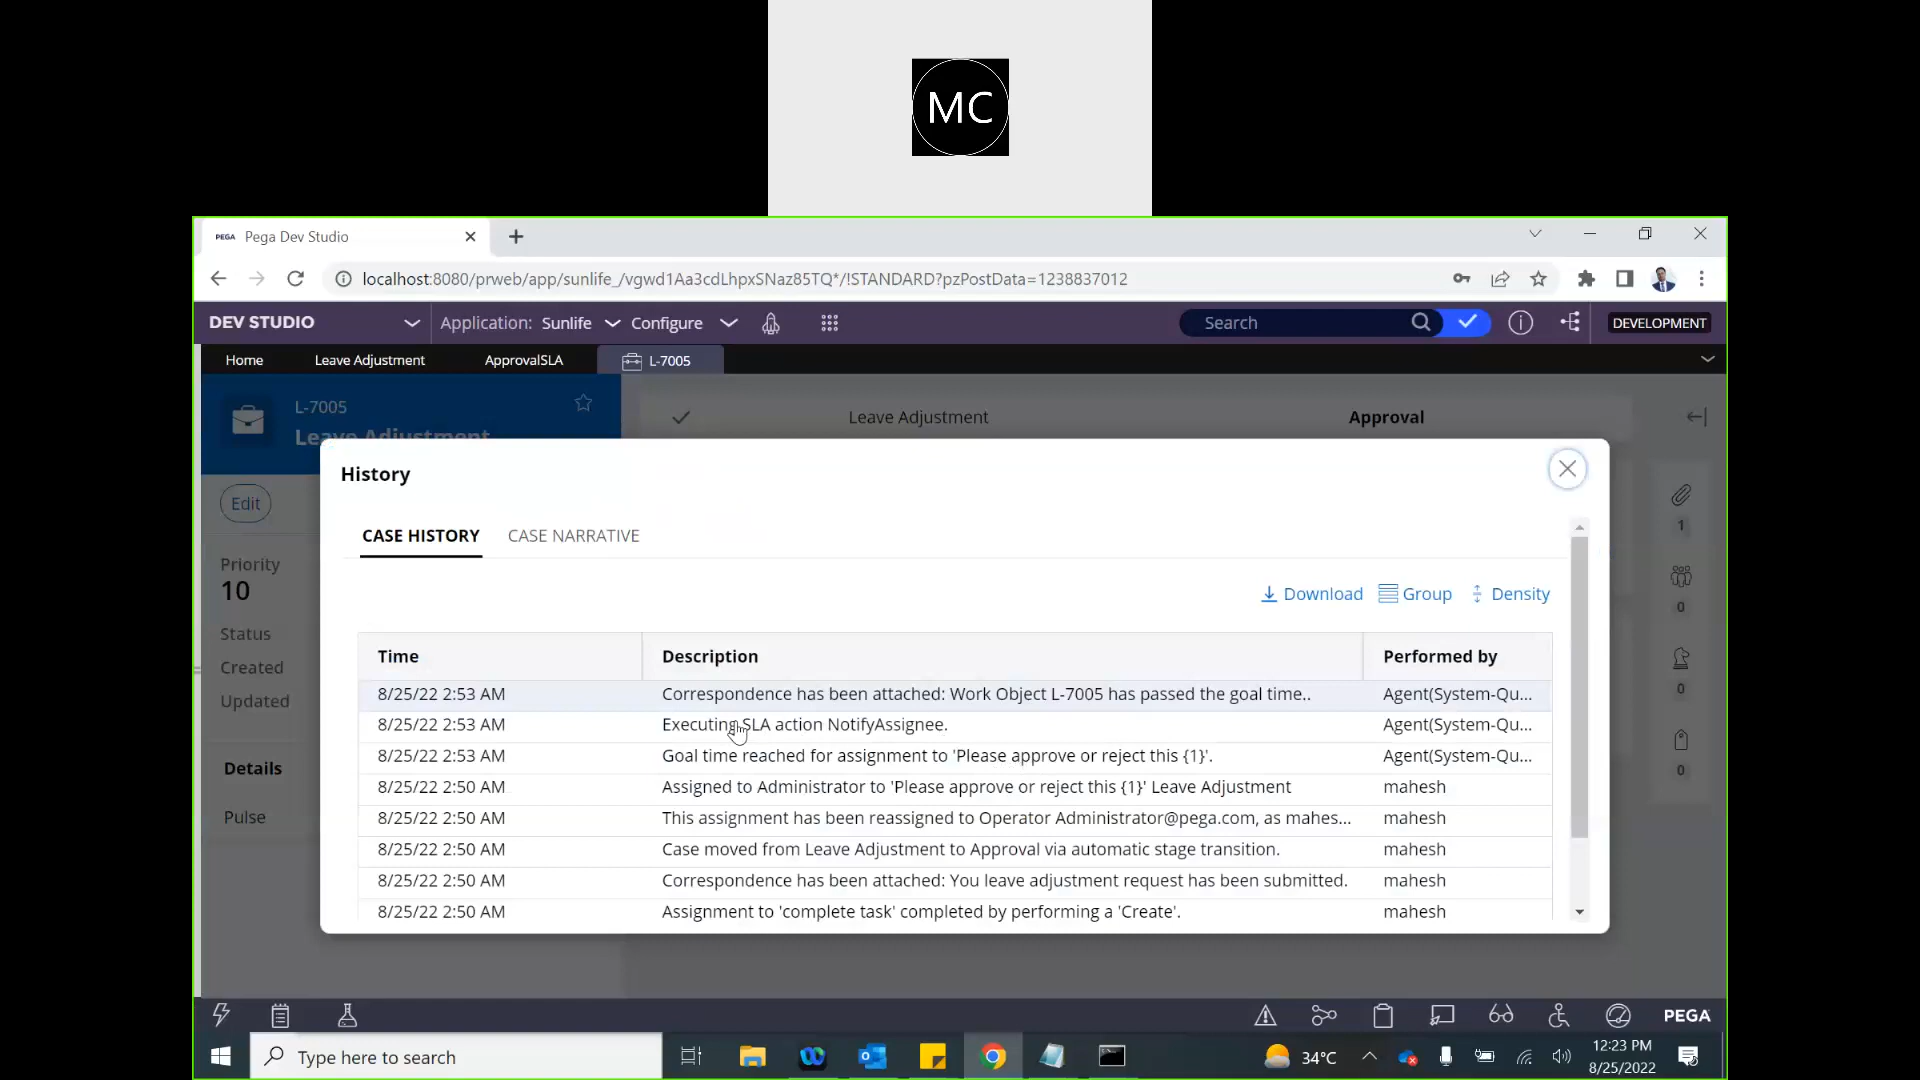 MC
PEGA Pega Dev Studio
localhost:8080/prweb/app/sunlife_/vgwd1Aa3cdLhpxSNaz85TQ*/!STANDARD?pzPostData=1238837012
DEV STUDIO Application: Sunlife Configure Search DEVELOPMENT
Home Leave Adjustment ApprovalSLA L-7005
L-7005 Leave Adjustment Approval
Leave Adjustment
History
Edit
CASE HISTORY CASE NARRATIVE
1
Priority
10
Download Group Density
0
Status
Time Description Performed by
Created
8/25/22 2:53 AM Correspondence has been attached: Work Object L-7005 has passed the goal time.. Agent(System-Qu...
0
Updated
8/25/22 2:53 AM Executing SLA action NotifyAssignee. Agent(System-Qu...
8/25/22 2:53 AM Goal time reached for assignment to 'Please approve or reject this {1}'. Agent(System-Qu...
Details
0
8/25/22 2:50 AM Assigned to Administrator to 'Please approve or reject this {1}' Leave Adjustment mahesh
Pulse
8/25/22 2:50 AM This assignment has been reassigned to Operator Administrator@pega.com, as mahes... mahesh
8/25/22 2:50 AM Case moved from Leave Adjustment to Approval via automatic stage transition. mahesh
8/25/22 2:50 AM Correspondence has been attached: You leave adjustment request has been submitted. mahesh
8/25/22 2:50 AM Assignment to 'complete task' completed by performing a 'Create'. mahesh
PEGA
Type here to search 34°C 12:23 PM
8/25/2022